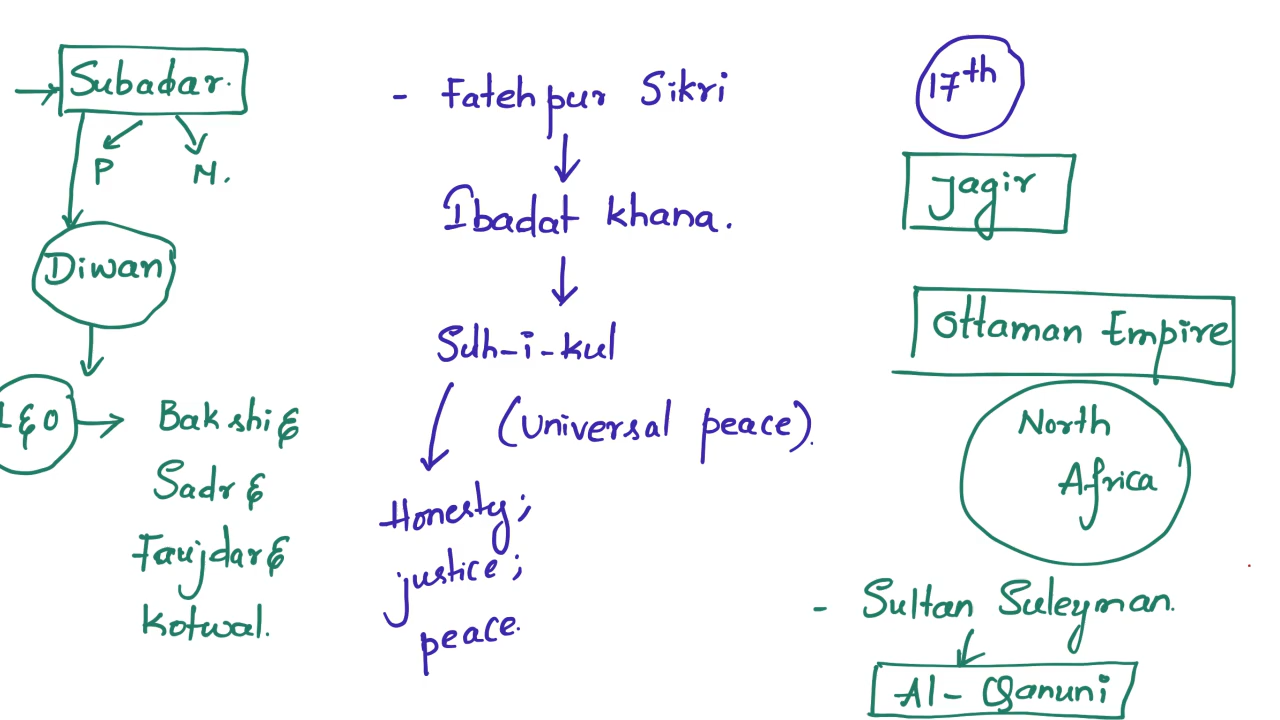 Subadar.
P
M.
Diwan
L & O
Bakshi &
Sadr &
Faujdar &
Kotwal.
- Fatehpur Sikri
Ibadat khana.
Sulh-i-kul
(Universal peace).
Honesty;
justice;
peace.
17th
Jagir
Ottaman Empire
North
Africa
- Sultan Suleyman.
Al-Qanuni